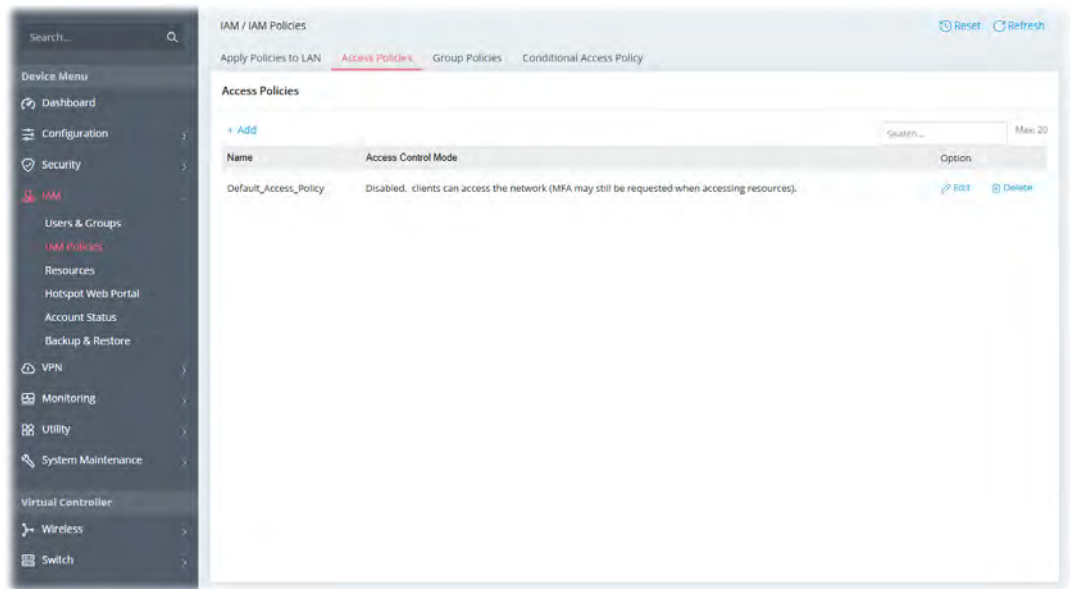 Search...
Device Menu
Dashboard
Configuration
Security
IAM
Users & Groups
IAM Policies
Resources
Hotspot Web Portal
Account Status
Backup & Restore
VPN
Monitoring
Utility
System Maintenance
Virtual Controller
Wireless
Switch
IAM / IAM Policies
Reset Refresh
Apply Policies to LAN Access Policies Group Policies Conditional Access Policy
Access Policies
+ Add Search... Max: 20
Name Access Control Mode Option
Default_Access_Policy Disabled. clients can access the network (MFA may still be requested when accessing resources). Edit Delete